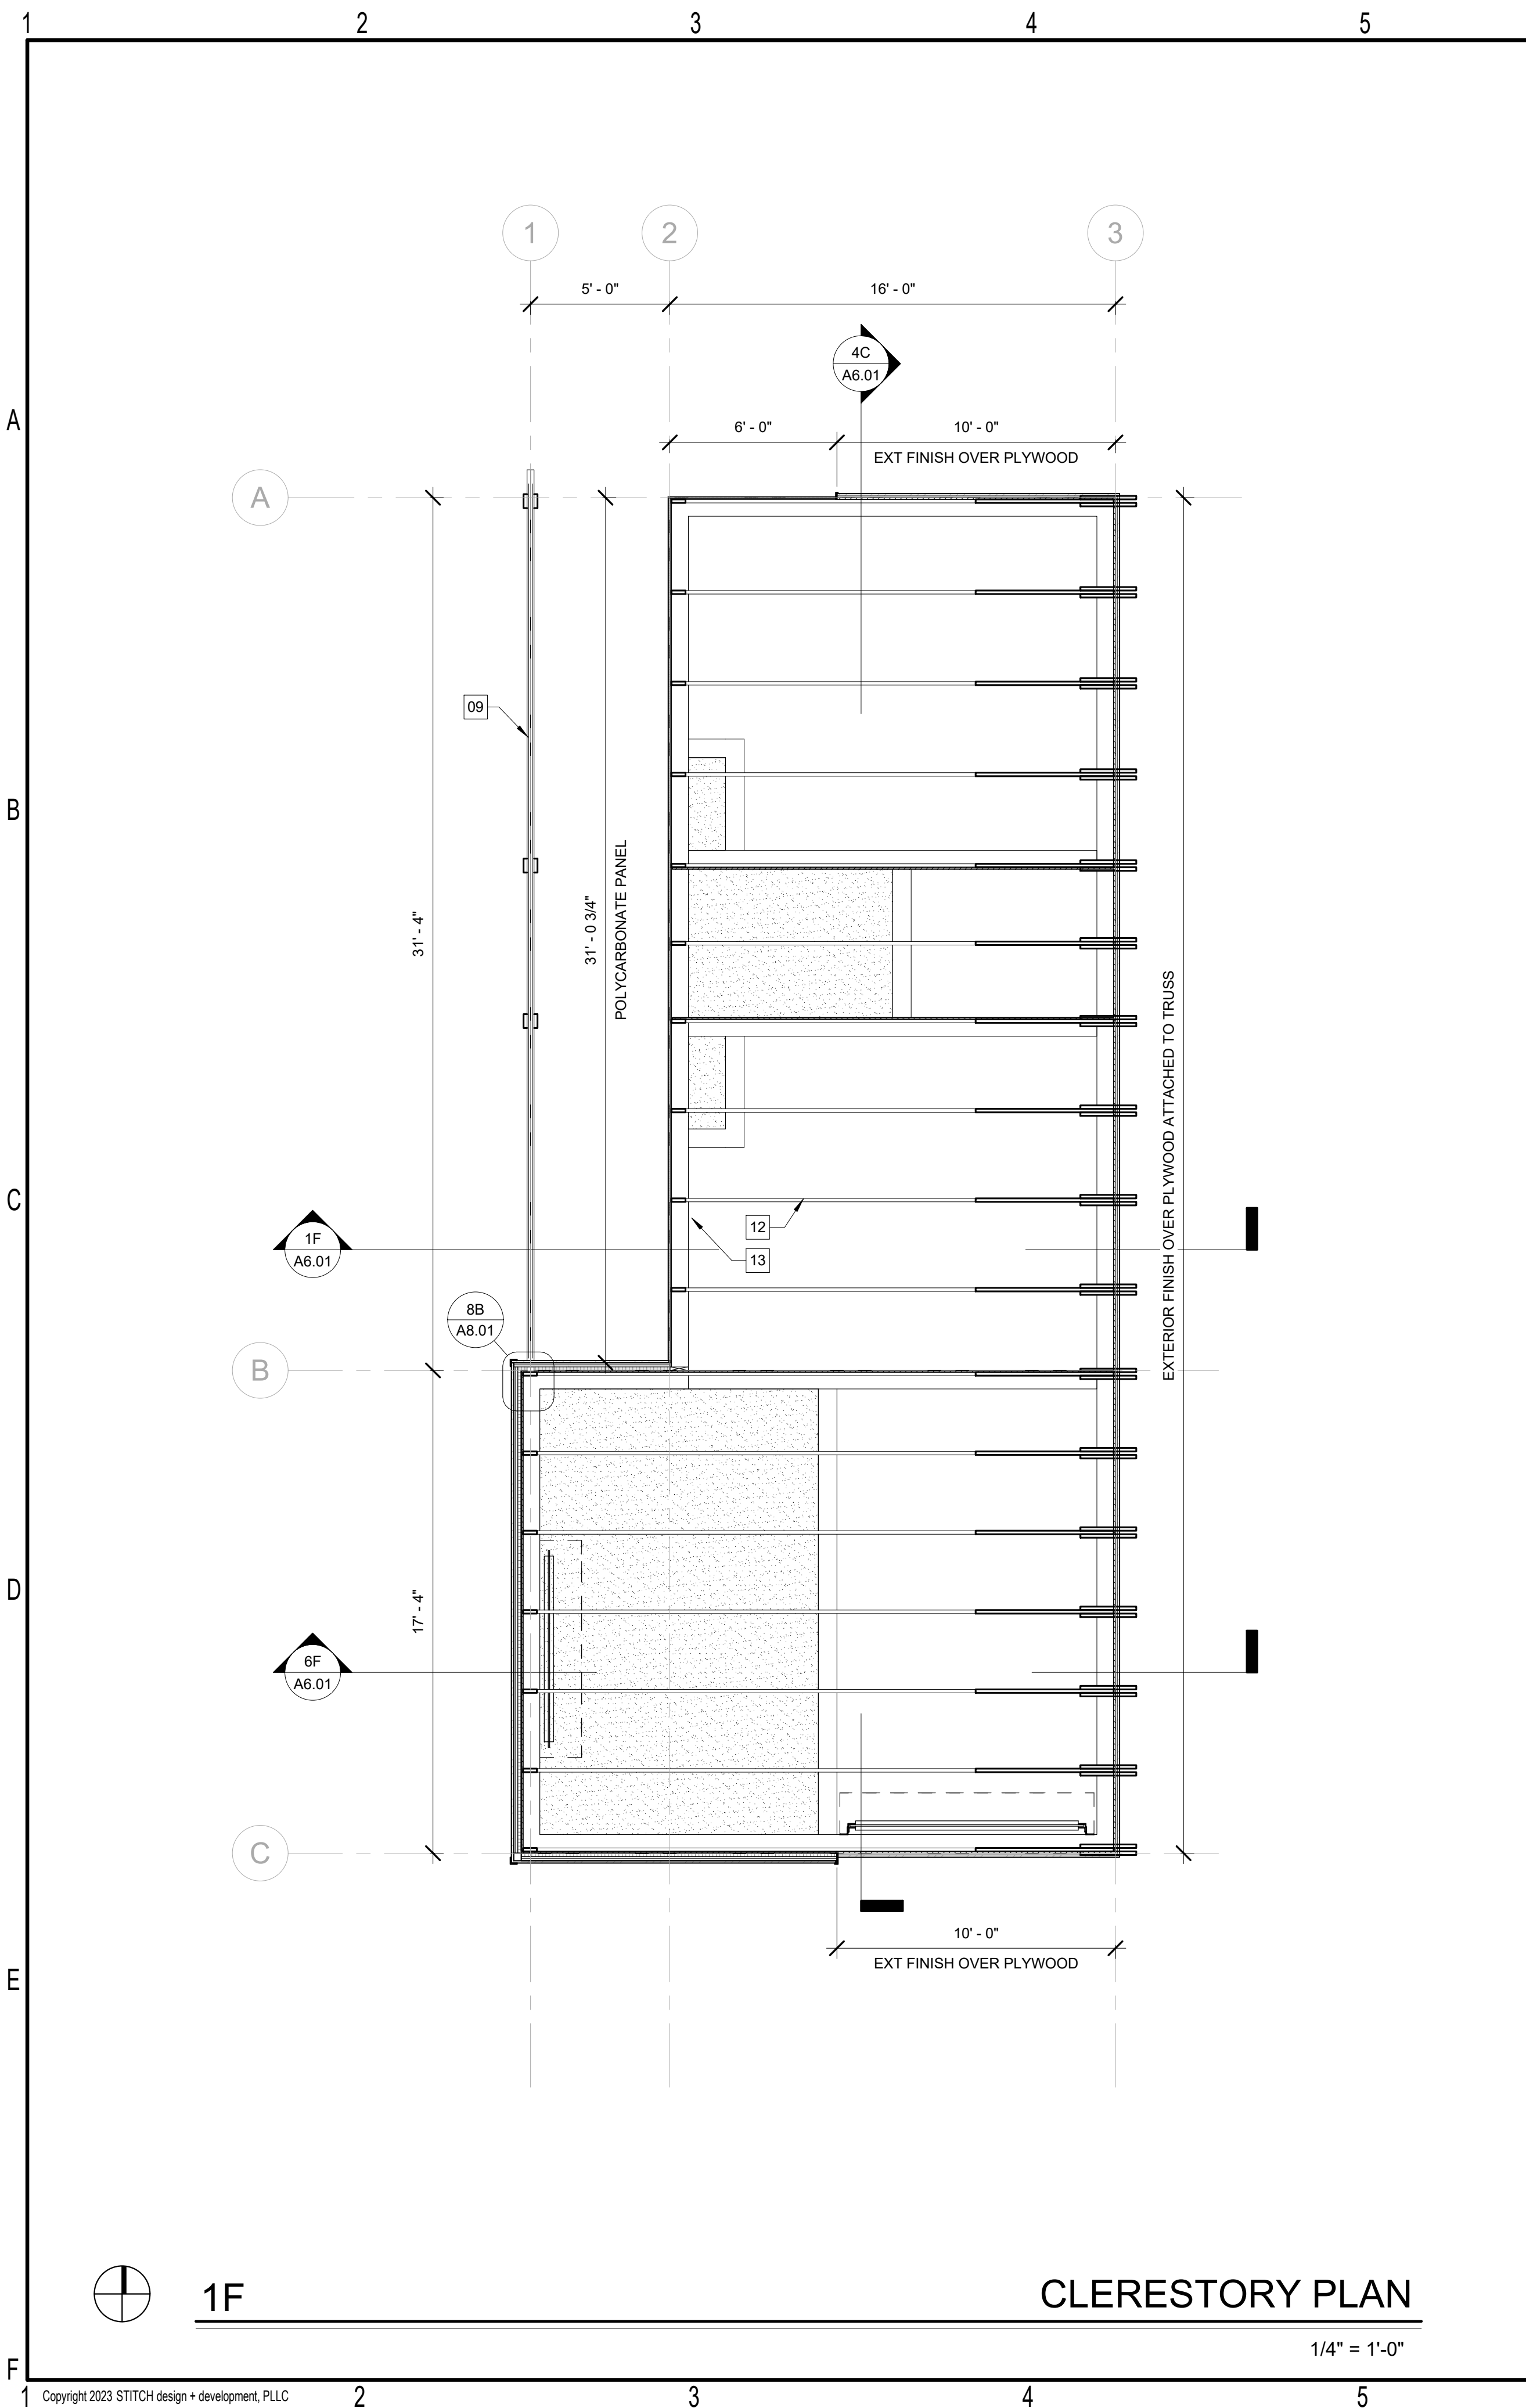 1 2 3 4 5
1 2 3
5' - 0" 16' - 0"
4C
A6.01
A
6' - 0" 10' - 0"
EXT FINISH OVER PLYWOOD
A
09
B
POLYCARBONATE PANEL
31' - 4"
31' - 0 3/4"
EXTERIOR FINISH OVER PLYWOOD ATTACHED TO TRUSS
C
12
1F
A6.01
13
8B
A8.01
B
D
17' - 4"
6F
A6.01
C
10' - 0"
EXT FINISH OVER PLYWOOD
E
1F
CLERESTORY PLAN
1/4" = 1'-0"
F
1 2 3 4 5
Copyright 2023 STITCH design + development, PLLC